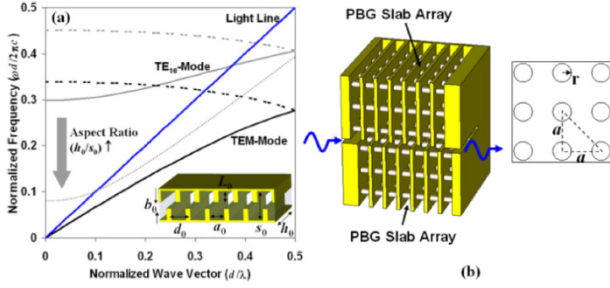 (a)
Light Line
TE₁₀-Mode
Aspect Ratio
(h₀/s₀) ↑
TEM-Mode
L₀
b₀
d₀
a₀
s₀
h₀
0.5
0.4
0.3
0.2
0.1
0
Normalized Frequency (ωd/2πc)
0
0.1
0.2
0.3
0.4
0.5
Normalized Wave Vector (d/λ)
PBG Slab Array
PBG Slab Array
r
a
a
(b)